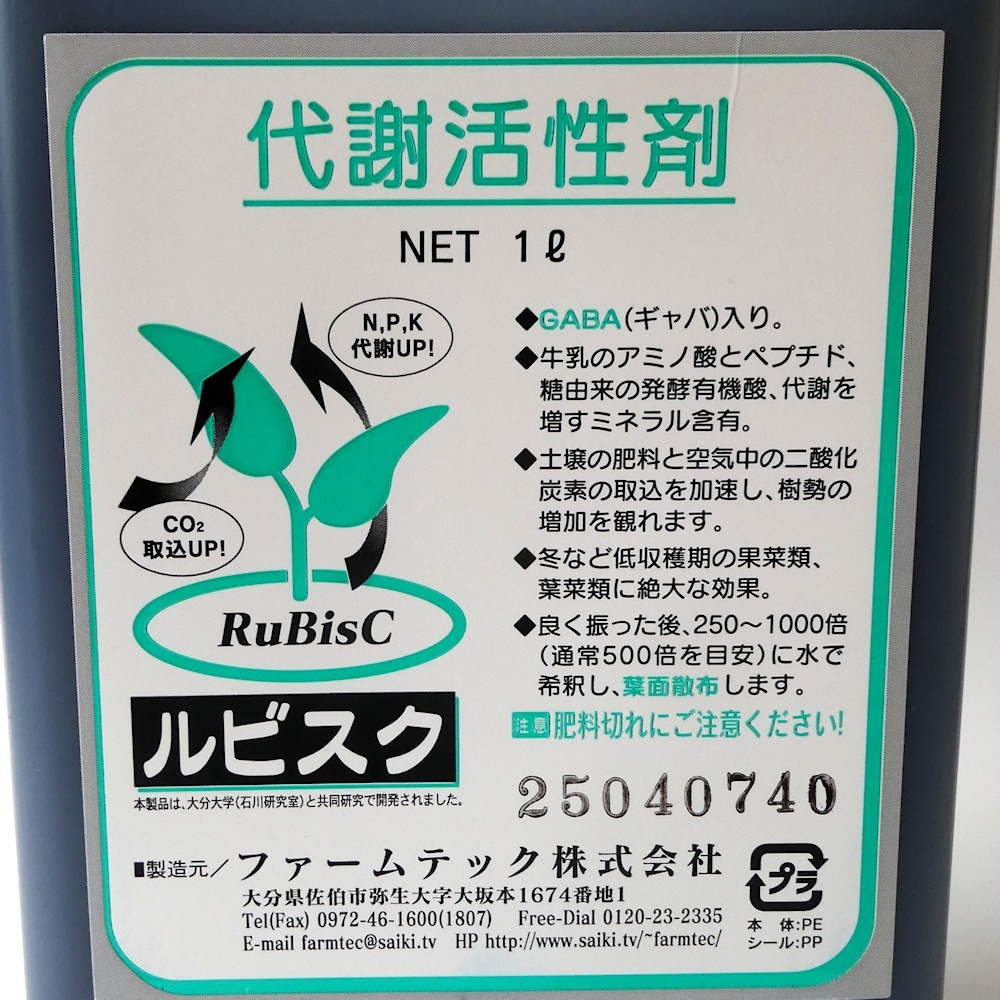 代謝活性剤
NET 1ℓ
N,P,K
代謝UP!
CO₂
取込UP!
RuBisC
ルビスク
本製品は、大分大学(石川研究室)と共同研究で開発されました。
◆GABA(ギャバ)入り。
◆牛乳のアミノ酸とペプチド、
糖由来の発酵有機酸、代謝を
増すミネラル含有。
◆土壌の肥料と空気中の二酸化
炭素の取込を加速し、樹勢の
増加を観れます。
◆冬など低収穫期の果菜類、
葉菜類に絶大な効果。
◆良く振った後、250〜1000倍
(通常500倍を目安)に水で
希釈し、葉面散布します。
注意 肥料切れにご注意ください!
25040740
■製造元/ファームテック株式会社
大分県佐伯市弥生大字大坂本1674番地1
Tel(Fax) 0972-46-1600(1807) Free-Dial 0120-23-2335
E-mail farmtec@saiki.tv HP http://www.saiki.tv/~farmtec/
プラ
本 体:PE
シール:PP